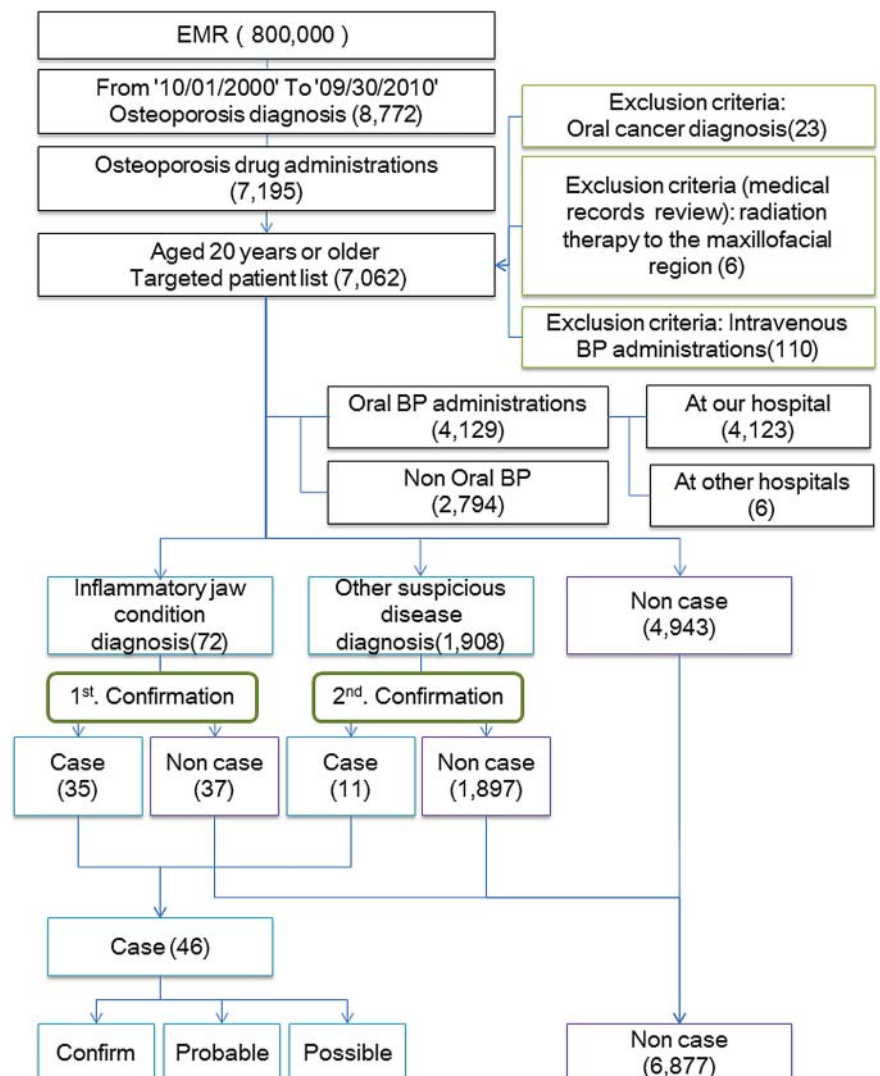 EMR ( 800,000 )
From '10/01/2000' To '09/30/2010'
Osteoporosis diagnosis (8,772)
Osteoporosis drug administrations
(7,195)
Aged 20 years or older
Targeted patient list (7,062)
Exclusion criteria:
Oral cancer diagnosis(23)
Exclusion criteria (medical
records review): radiation
therapy to the maxillofacial
region (6)
Exclusion criteria: Intravenous
BP administrations(110)
Oral BP administrations
(4,129)
At our hospital
(4,123)
Non Oral BP
(2,794)
At other hospitals
(6)
Inflammatory jaw
condition
diagnosis(72)
Other suspicious
disease
diagnosis(1,908)
Non case
(4,943)
1st. Confirmation
2nd. Confirmation
Case
(35)
Non case
(37)
Case
(11)
Non case
(1,897)
Case (46)
Confirm
Probable
Possible
Non case
(6,877)